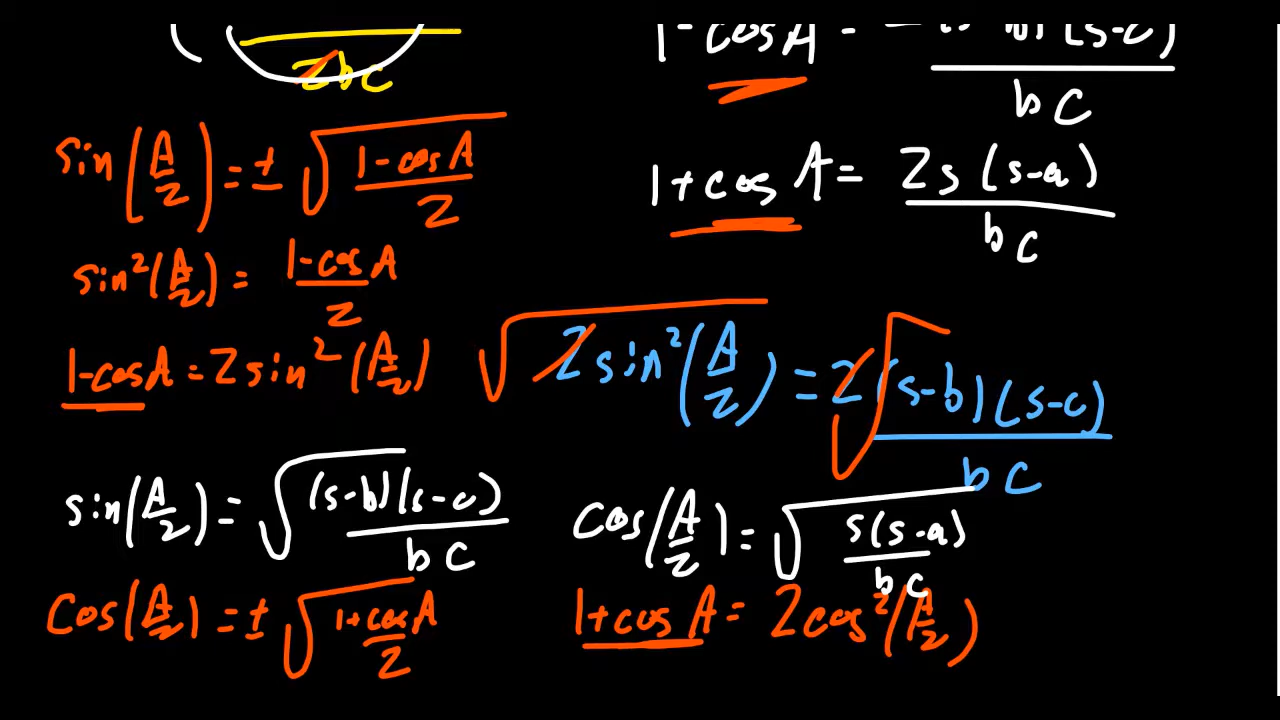 2bc
1-cosA =
bc
sin(A/2) = ± √((1-cosA)/2)
1+cosA = 2s(s-a)/bc
sin²(A/2) = (1-cosA)/2
1-cosA = 2sin²(A/2)
√(2sin²(A/2)) = 2√((s-b)(s-c)/bc)
sin(A/2) = √((s-b)(s-c)/bc)
cos(A/2) = √(s(s-a)/bc)
cos(A/2) = ± √((1+cosA)/2)
1+cosA = 2cos²(A/2)